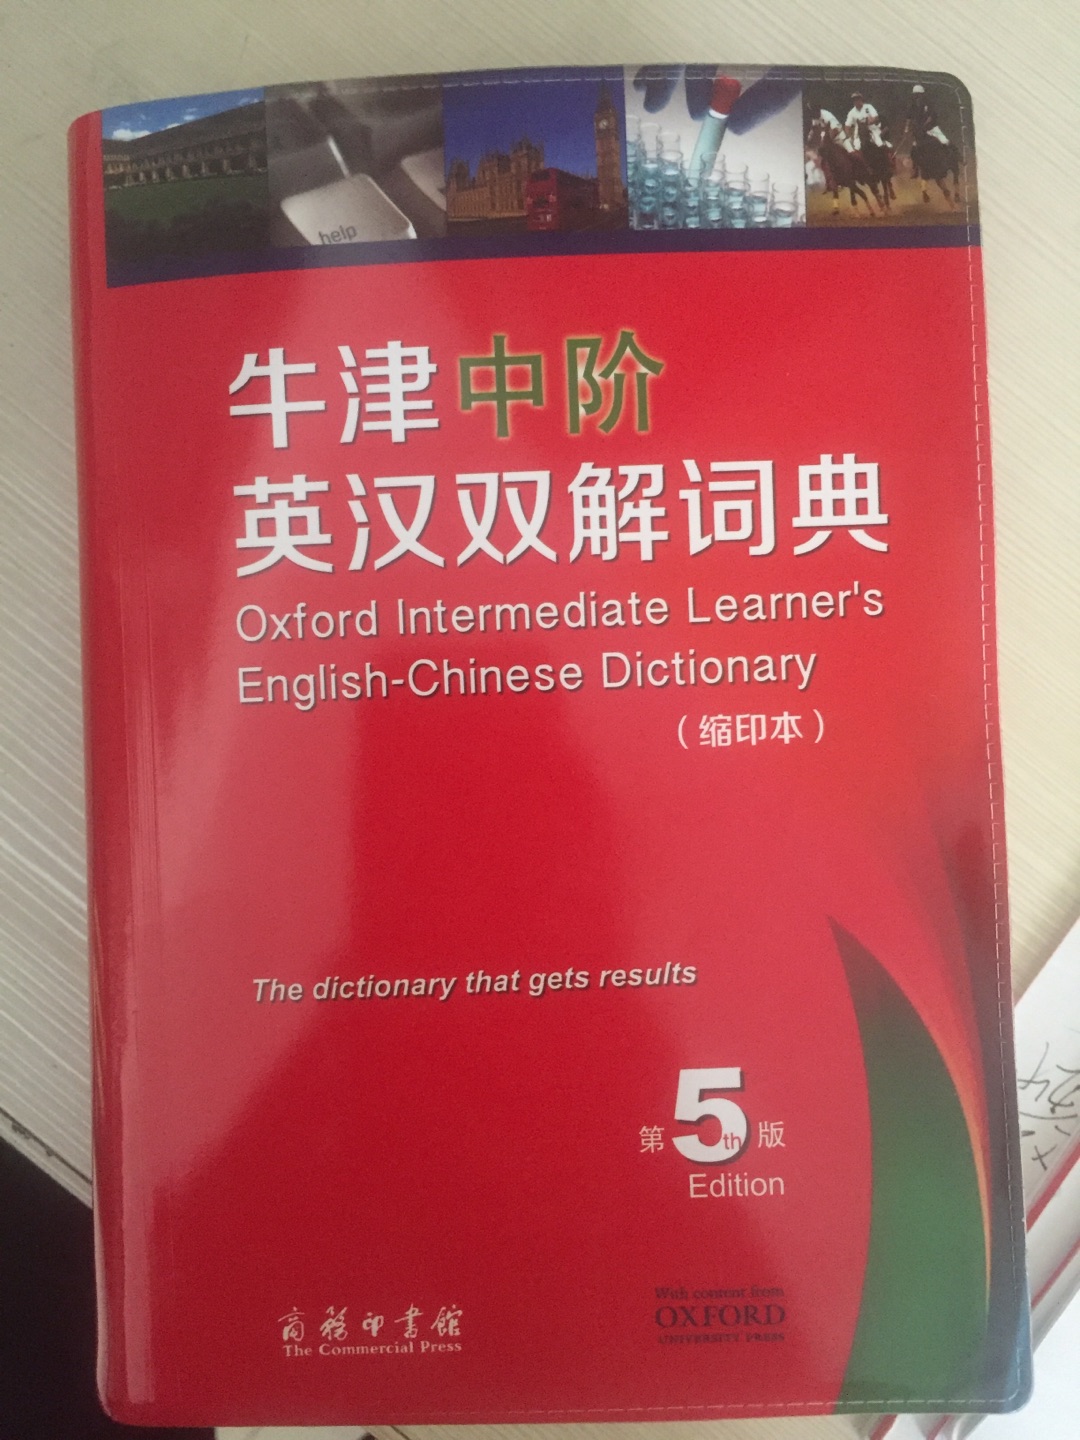 help
牛津中阶
英汉双解词典
Oxford Intermediate Learner's
English-Chinese Dictionary
(缩印本)
The dictionary that gets results
第5th版
Edition
商務印書館
The Commercial Press
With content from
OXFORD
UNIVERSITY PRESS